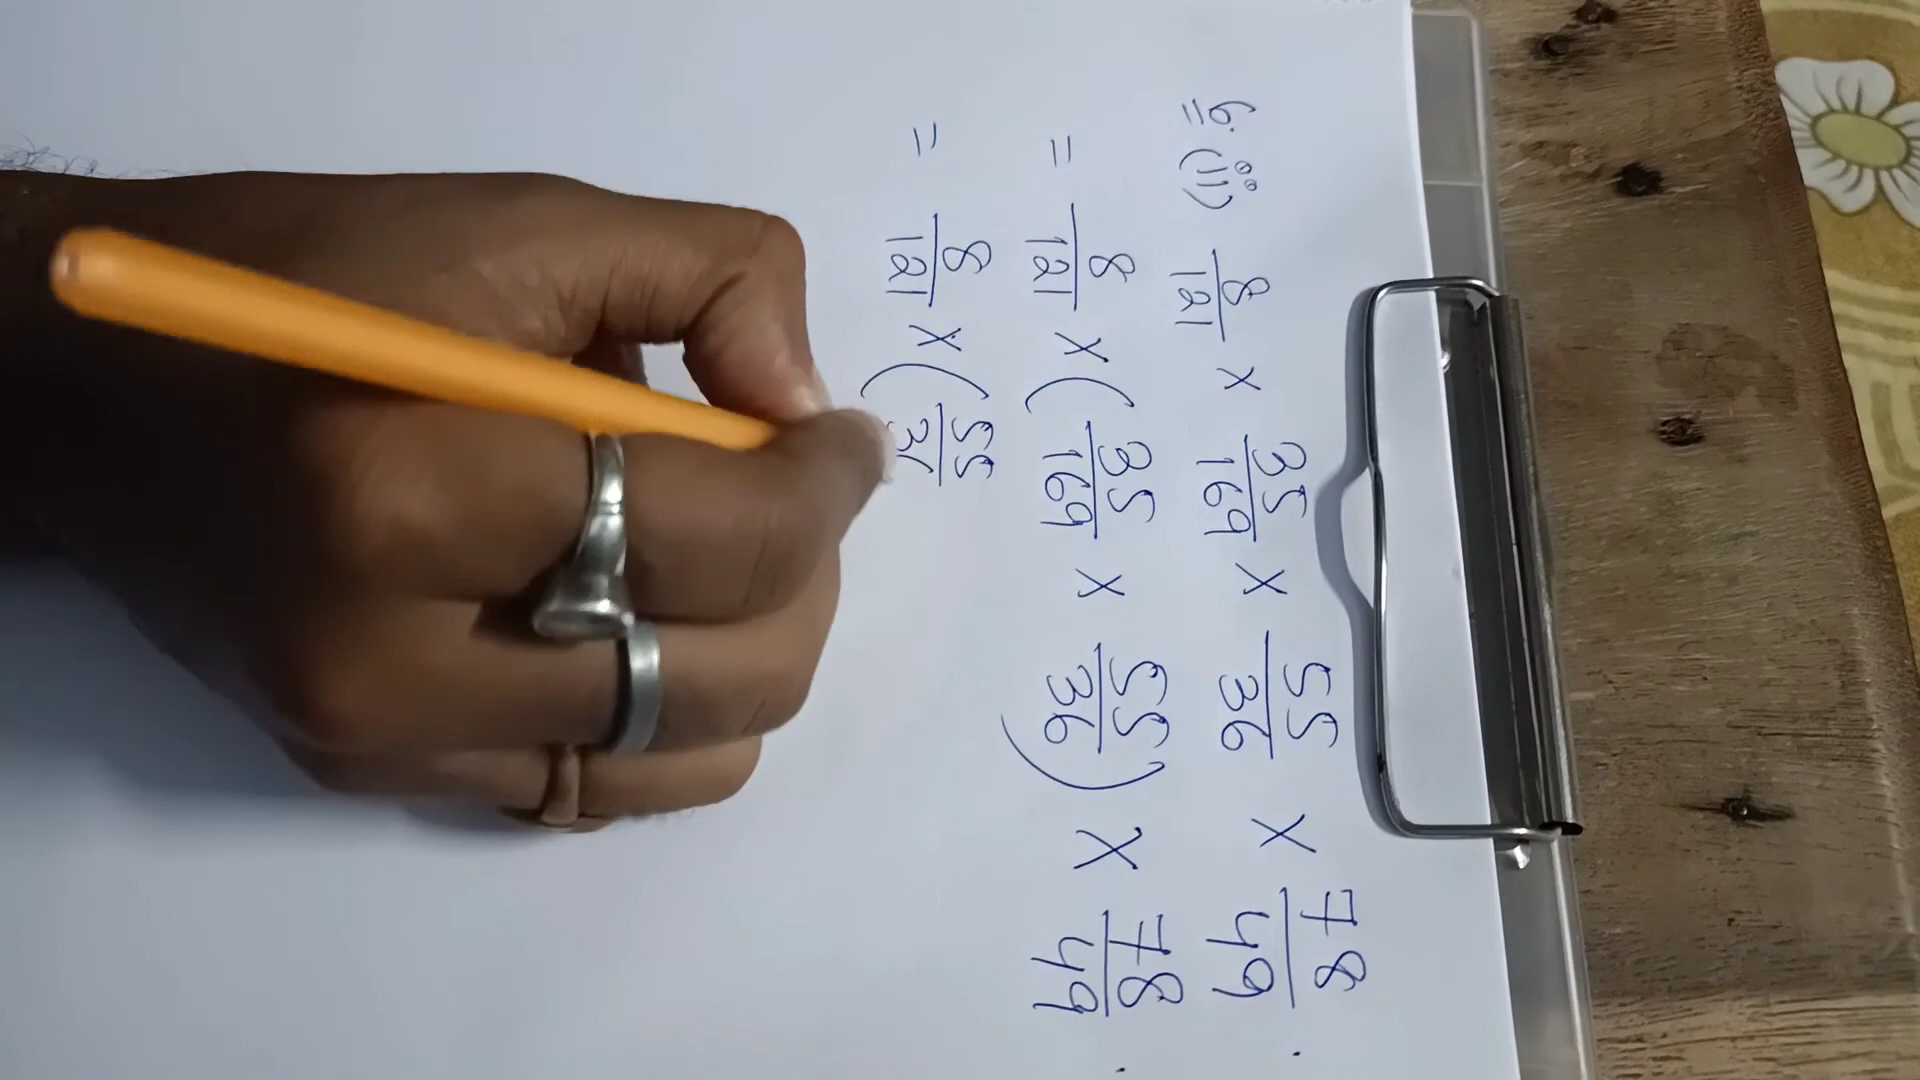 6. (ii) 8/121 × 35/169 × 55/36 × 78/49
= 8/121 × (35/169 × 55/36) × 78/49
= 8/121 × (55/3